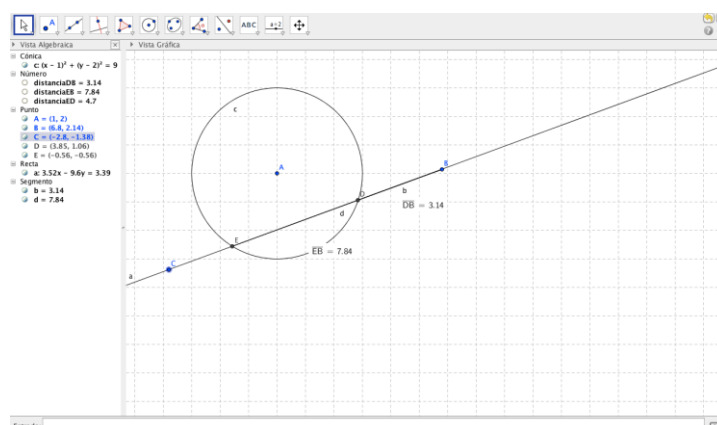 A
ABC
a=2
Vista Algebraica
Vista Gráfica
Cónica
c: (x − 1)² + (y − 2)² = 9
Número
distanciaDB = 3.14
distanciaEB = 7.84
distanciaED = 4.7
Punto
A = (1, 2)
B = (6.8, 2.14)
C = (−2.8, −1.38)
D = (3.85, 1.06)
E = (−0.56, −0.56)
Recta
a: 3.52x − 9.6y = 3.39
Segmento
b = 3.14
d = 7.84
c
A
B
D
b
DB = 3.14
d
E
EB = 7.84
C
a